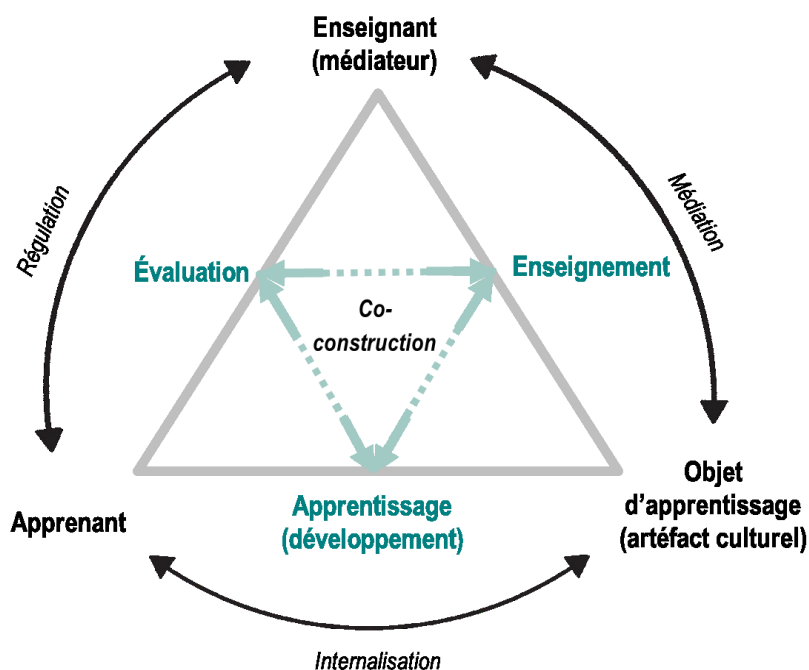 Enseignant
(médiateur)
Régulation
Médiation
Évaluation
Enseignement
Co-
construction
Apprenant
Apprentissage
(développement)
Objet
d'apprentissage
(artéfact culturel)
Internalisation